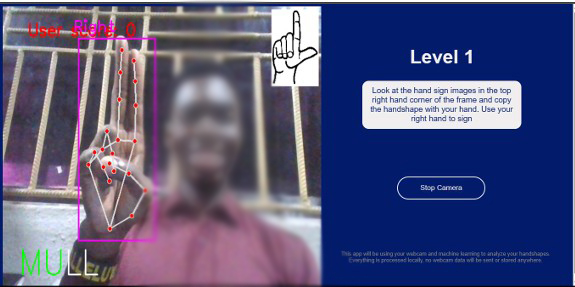 User score: 0
Right
Level 1
Look at the hand sign images in the top
right hand corner of the frame and copy
the handshape with your hand. Use your
right hand to sign
Stop Camera
This app will be using your webcam and machine learning to analyze your handshapes.
Everything is processed locally, no webcam data will be sent or stored anywhere.
MULL